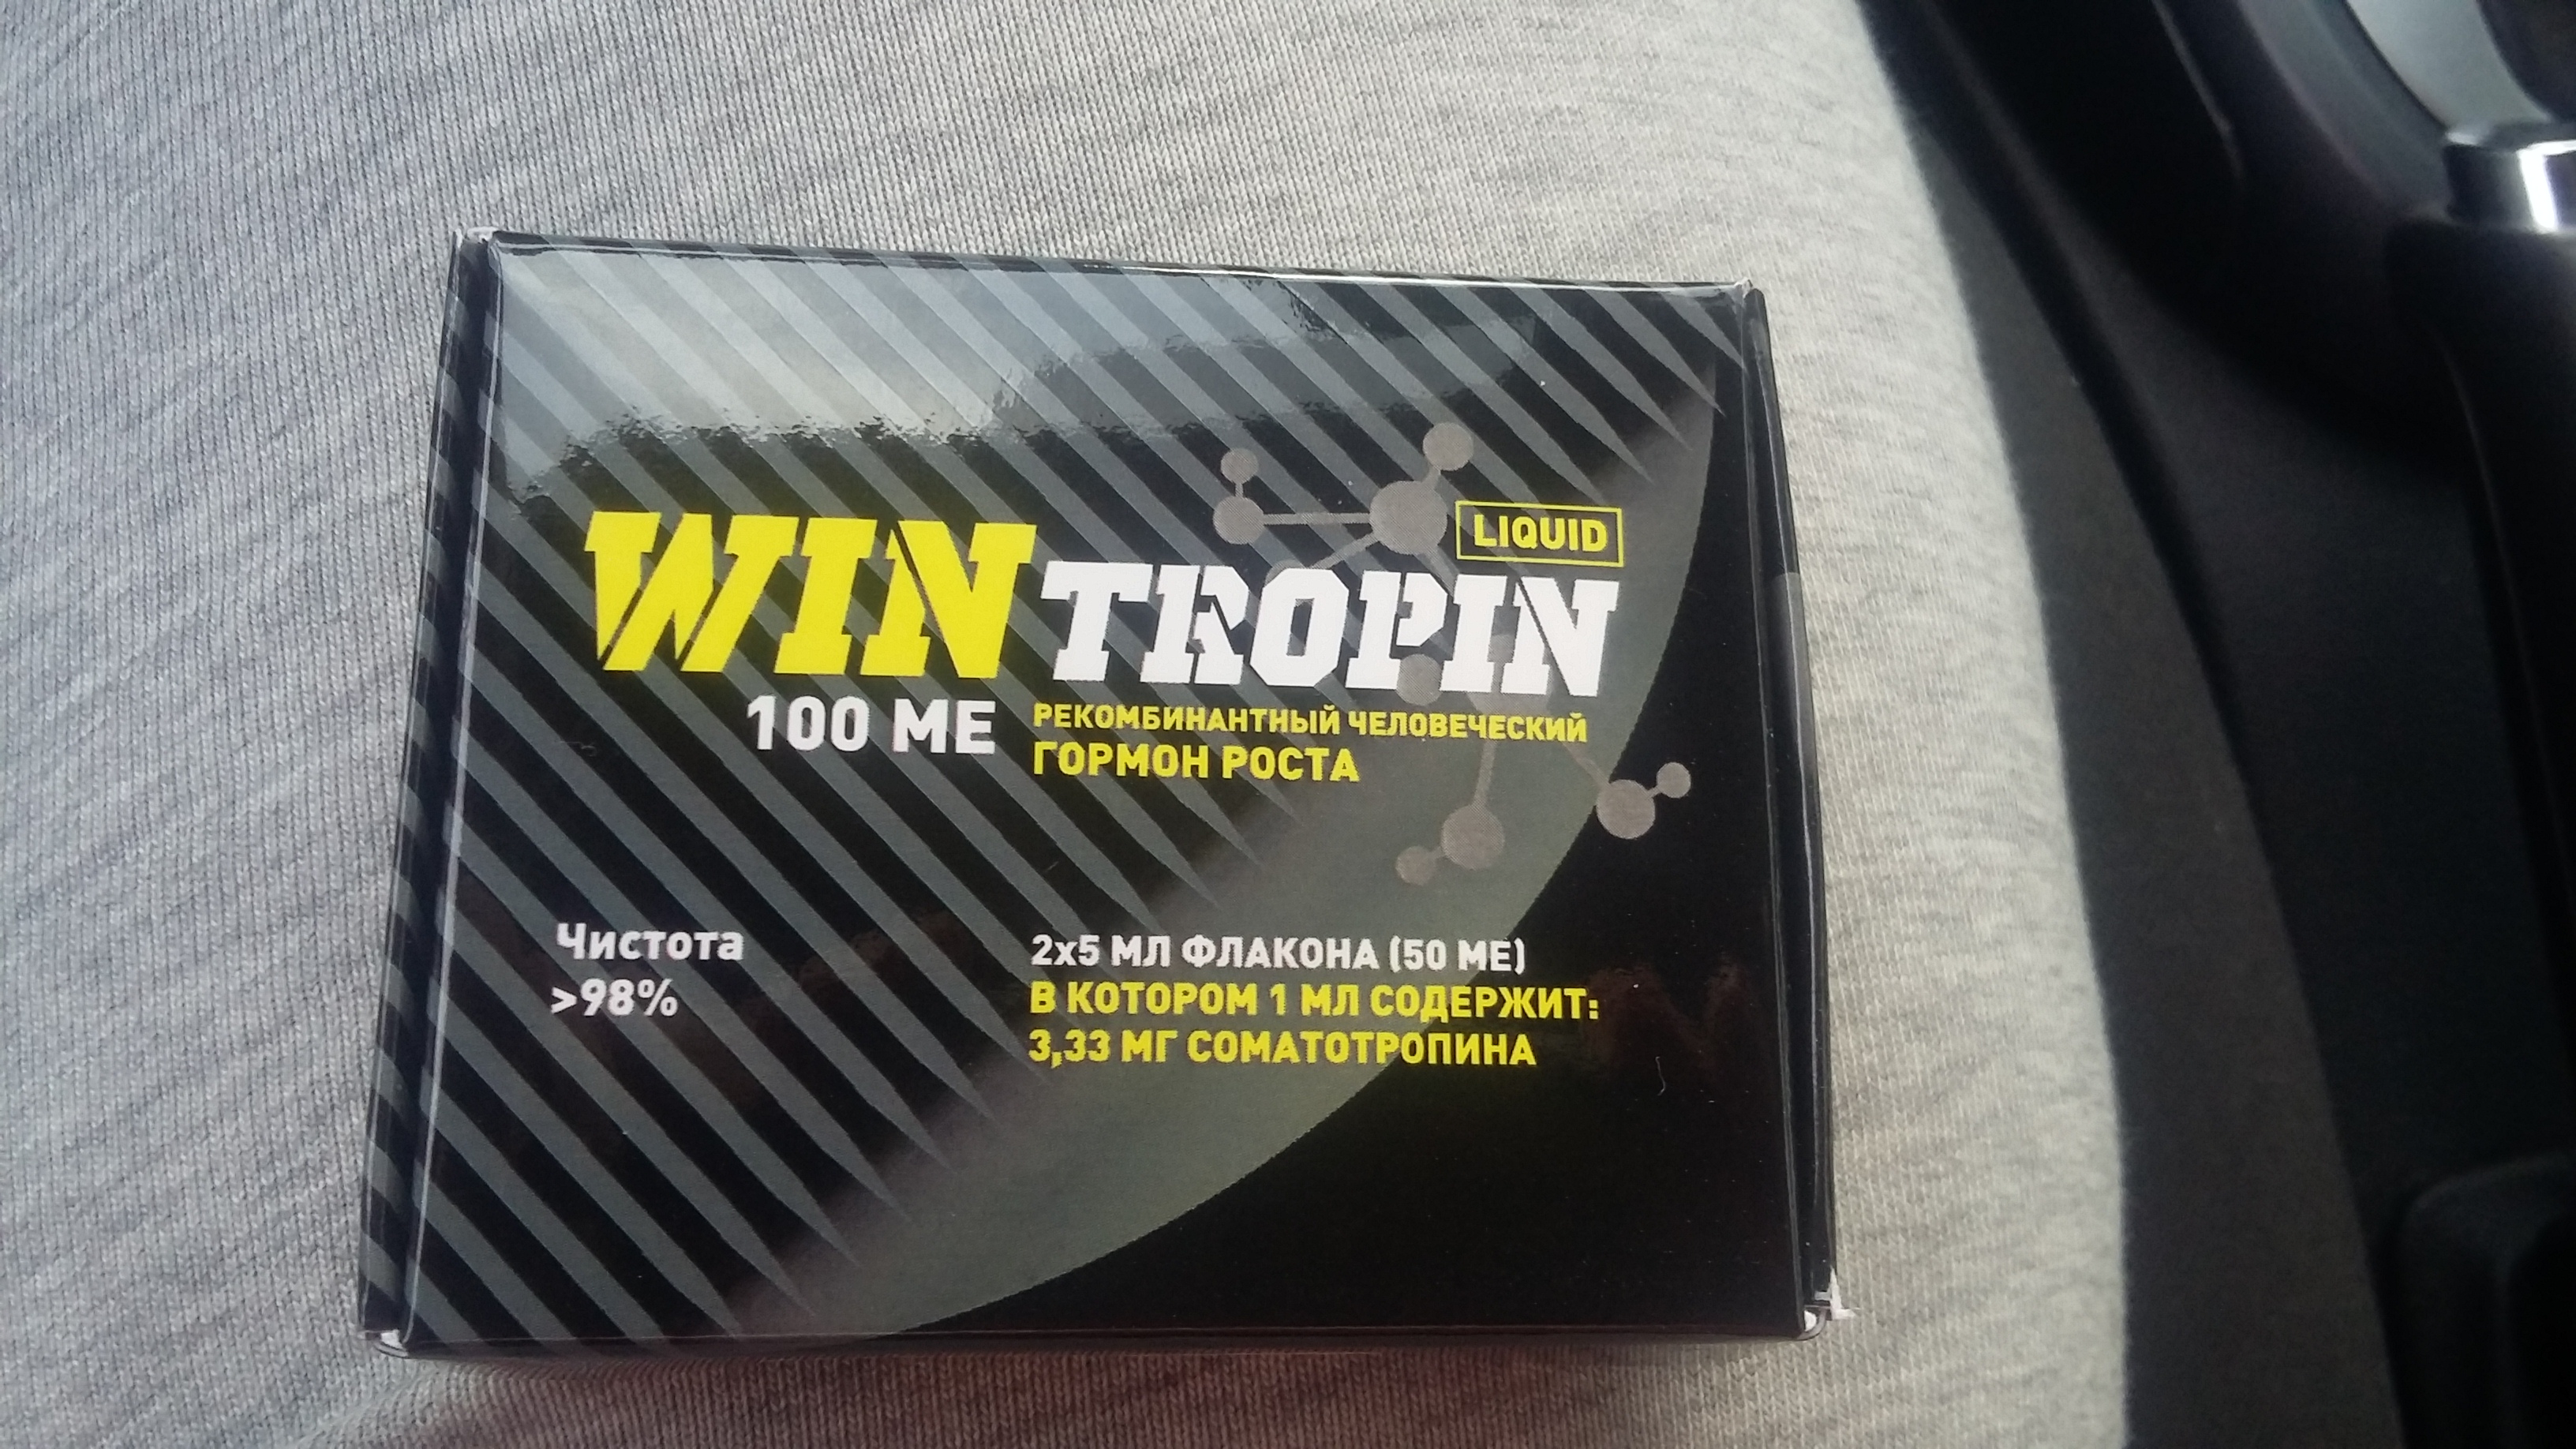 LIQUID
WINTROPIN
100 МЕ
РЕКОМБИНАНТНЫЙ ЧЕЛОВЕЧЕСКИЙ
ГОРМОН РОСТА
Чистота
>98%
2x5 МЛ ФЛАКОНА (50 МЕ)
В КОТОРОМ 1 МЛ СОДЕРЖИТ:
3,33 МГ СОМАТОТРОПИНА